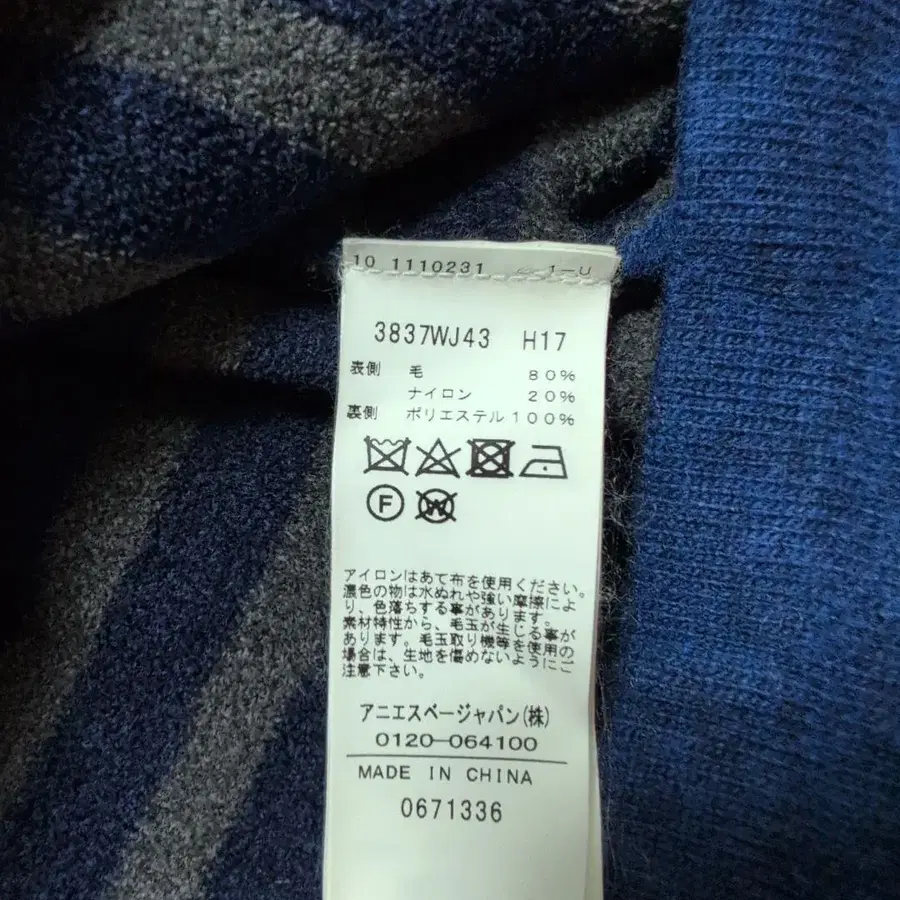 10 1110231 1-U
3837WJ43 H17
表側 毛 80%
ナイロン 20%
裏側 ポリエステル 100%
F W
アイロンはあて布を使用ください。
濃色の物は水ぬれや強い摩擦によ
り、色落ちする事があります。
素材特性から、毛玉が生じる事が
あります。毛玉取り機等を使用の
場合は、生地を傷めないようにご
注意下さい。
アニエスベージャパン(株)
0120-064100
MADE IN CHINA
0671336